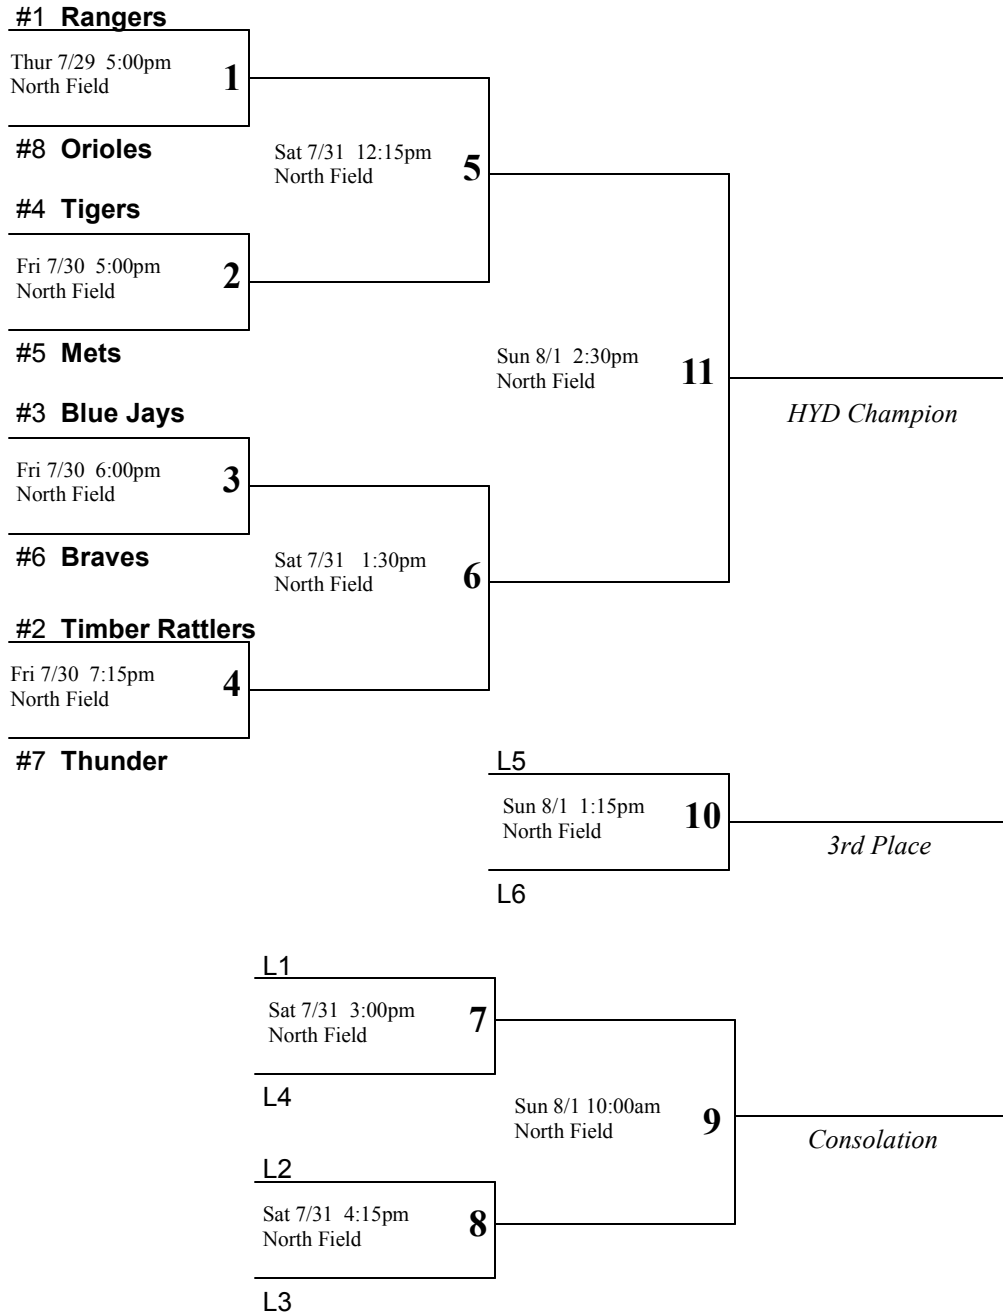 #1 Rangers
Thur 7/29 5:00pm
North Field
1
#8 Orioles
Sat 7/31 12:15pm
North Field
5
#4 Tigers
Fri 7/30 5:00pm
North Field
2
#5 Mets
Sun 8/1 2:30pm
North Field
11
HYD Champion
#3 Blue Jays
Fri 7/30 6:00pm
North Field
3
#6 Braves
Sat 7/31 1:30pm
North Field
6
#2 Timber Rattlers
Fri 7/30 7:15pm
North Field
4
#7 Thunder
L5
Sun 8/1 1:15pm
North Field
10
3rd Place
L6
L1
Sat 7/31 3:00pm
North Field
7
L4
Sun 8/1 10:00am
North Field
9
Consolation
L2
Sat 7/31 4:15pm
North Field
8
L3